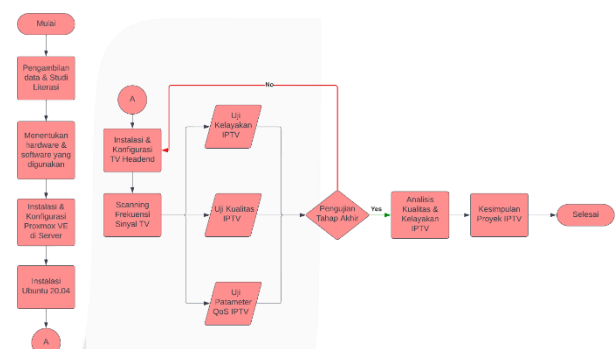 Mulai
Pengambilan
data & Studi
Literasi
Menentukan
hardware &
software yang
digunakan
Instalasi &
Konfigurasi
Proxmox VE
di Server
Instalasi
Ubuntu 20.04
A
A
Instalasi &
Konfigurasi
TV Headend
Scanning
Frekuensi
Sinyal TV
No
Uji
Kelayakan
IPTV
Uji Kualitas
IPTV
Uji
Patameter
QoS IPTV
Pengujian
Tahap Akhir
Yes
Analisis
Kualitas &
Kelayakan
IPTV
Kesimpulan
Proyek IPTV
Selesai